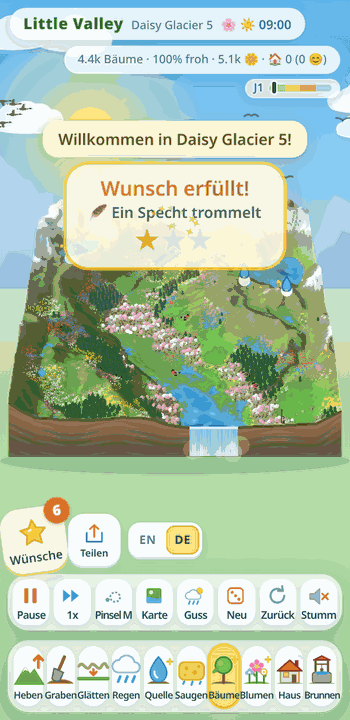 Little Valley Daisy Glacier 5 🌸 ☀️ 09:00
4.4k Bäume · 100% froh · 5.1k 🌼 · 🏠 0 (0 😊)
J1
Willkommen in Daisy Glacier 5!
Wunsch erfüllt!
🪶 Ein Specht trommelt
6
Wünsche
Teilen
EN DE
Pause 1x Pinsel M Karte Guss Neu Zurück Stumm
Heben Graben Glätten Regen Quelle Saugen Bäume Blumen Haus Brunnen